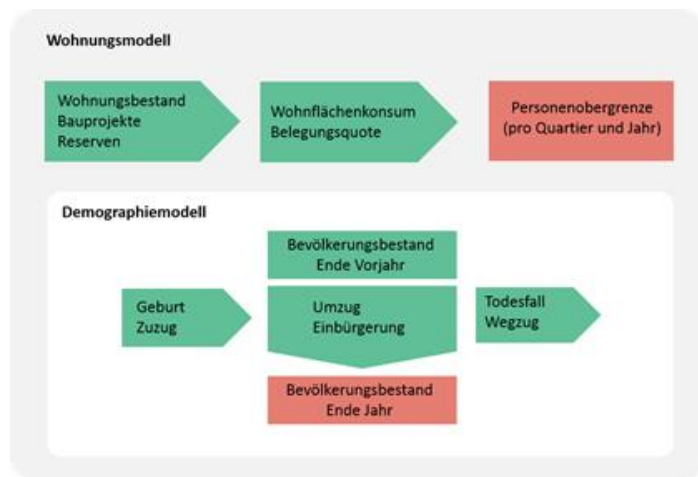 Wohnungsmodell
Wohnungsbestand
Bauprojekte
Reserven
Wohnflächenkonsum
Belegungsquote
Personenobergrenze
(pro Quartier und Jahr)
Demographiemodell
Bevölkerungsbestand
Ende Vorjahr
Geburt
Zuzug
Umzug
Einbürgerung
Todesfall
Wegzug
Bevölkerungsbestand
Ende Jahr